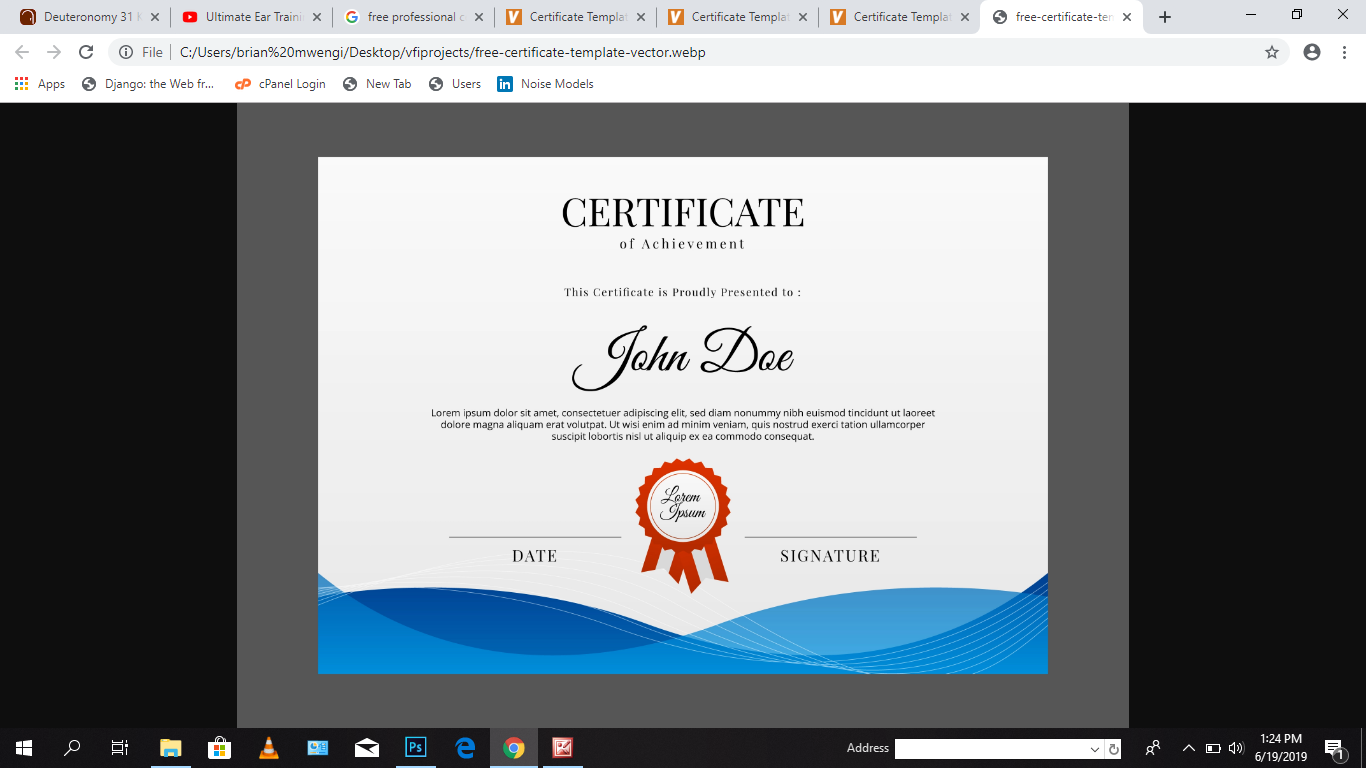 Deuteronomy 31 K
Ultimate Ear Traini
free professional c
Certificate Templat
Certificate Templat
Certificate Templat
free-certificate-tem
File
C:/Users/brian%20mwengi/Desktop/vfiprojects/free-certificate-template-vector.webp
Apps
Django: the Web fr...
cP
cPanel Login
New Tab
Users
in
Noise Models
CERTIFICATE
of Achievement
This Certificate is Proudly Presented to :
John Doe
Lorem ipsum dolor sit amet, consectetuer adipiscing elit, sed diam nonummy nibh euismod tincidunt ut laoreet
dolore magna aliquam erat volutpat. Ut wisi enim ad minim veniam, quis nostrud exerci tation ullamcorper
suscipit lobortis nisl ut aliquip ex ea commodo consequat.
Lorem
Ipsum
DATE
SIGNATURE
Ps
Address
1:24 PM
6/19/2019
1